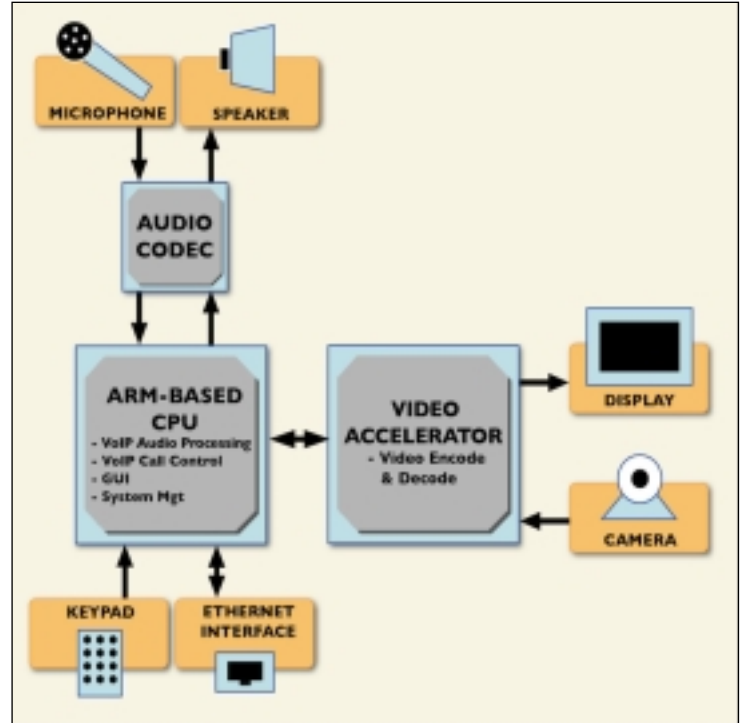 MICROPHONE
SPEAKER
AUDIO
CODEC
ARM-BASED
CPU
- VoIP Audio Processing
- VoIP Call Control
- GUI
- System Mgt
VIDEO
ACCELERATOR
- Video Encode
& Decode
DISPLAY
CAMERA
KEYPAD
ETHERNET
INTERFACE